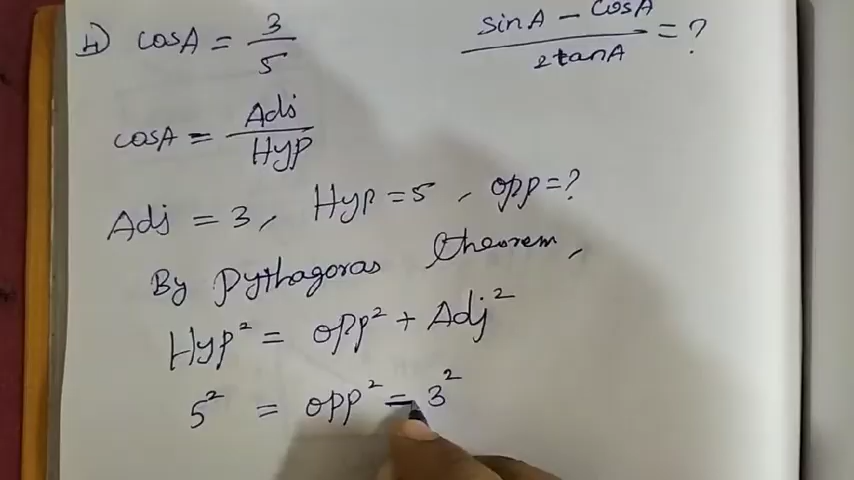 4) cosA = 3/5
sinA - cosA / 2tanA = ?
cosA = Adj / Hyp
Adj = 3, Hyp = 5, opp = ?
By pythagoras theorem,
Hyp² = opp² + Adj²
5² = opp² = 3²